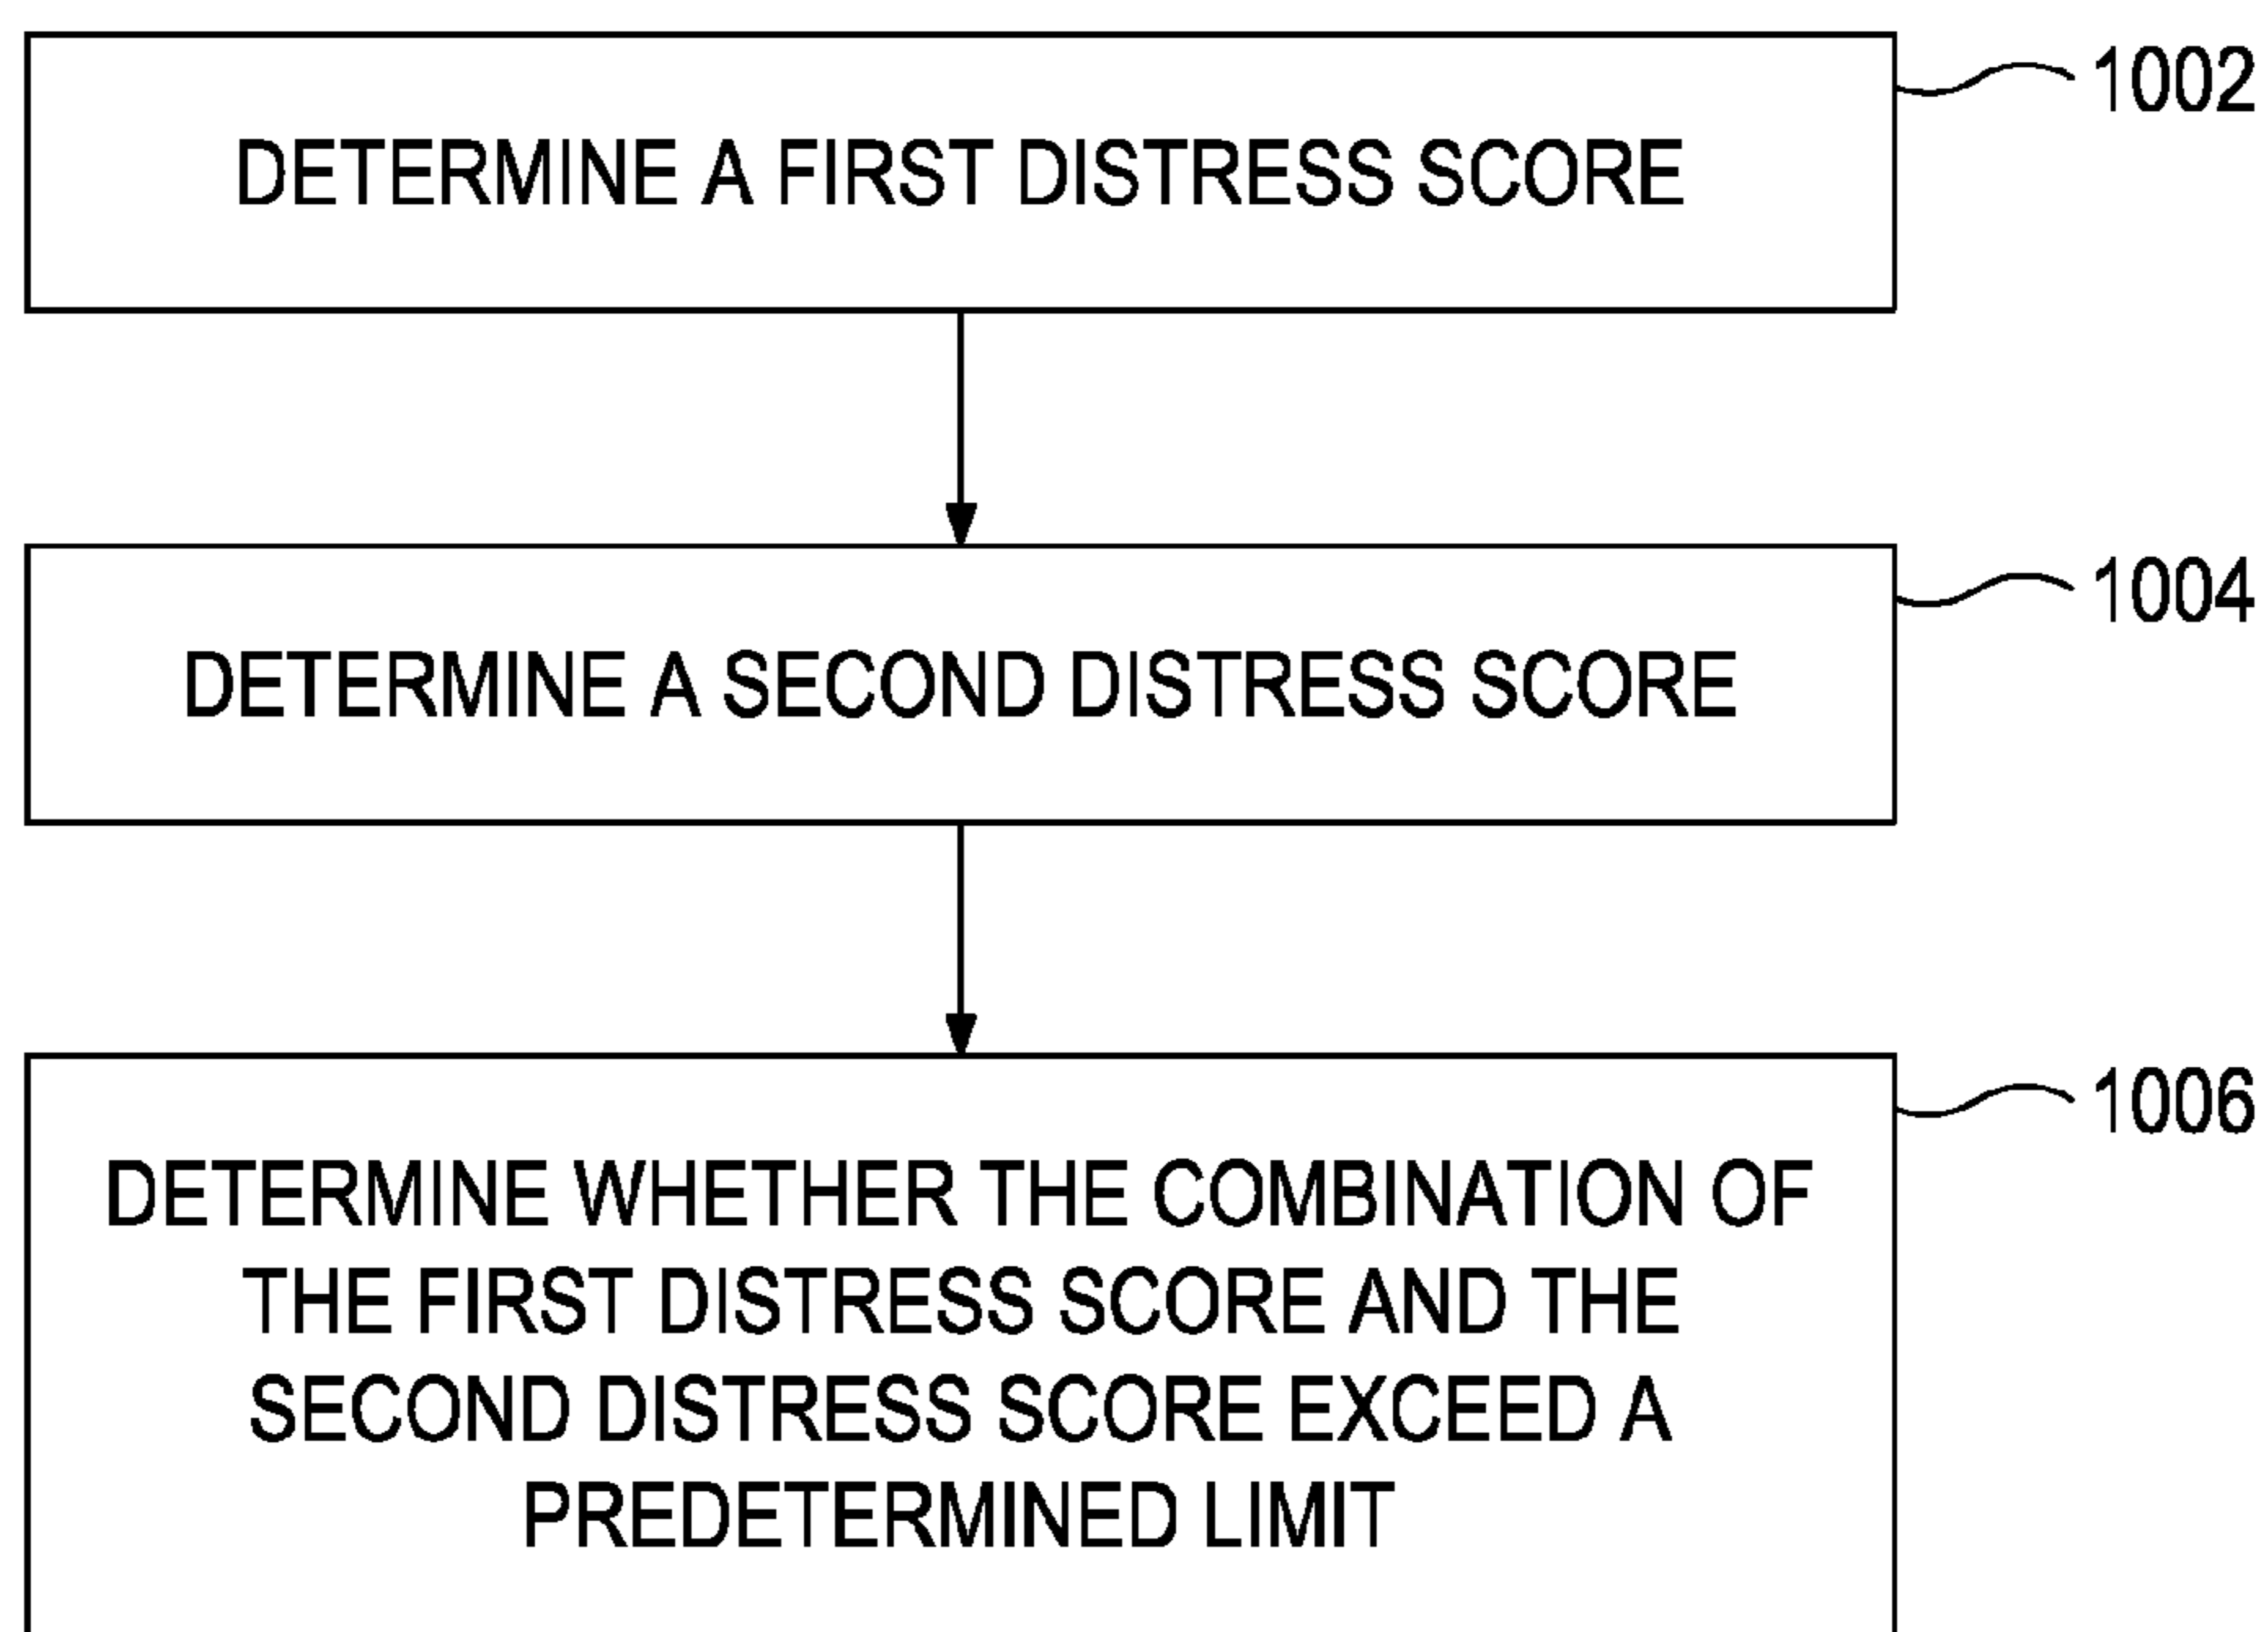 1002
DETERMINE A FIRST DISTRESS SCORE
1004
DETERMINE A SECOND DISTRESS SCORE
1006
DETERMINE WHETHER THE COMBINATION OF
THE FIRST DISTRESS SCORE AND THE
SECOND DISTRESS SCORE EXCEED A
PREDETERMINED LIMIT